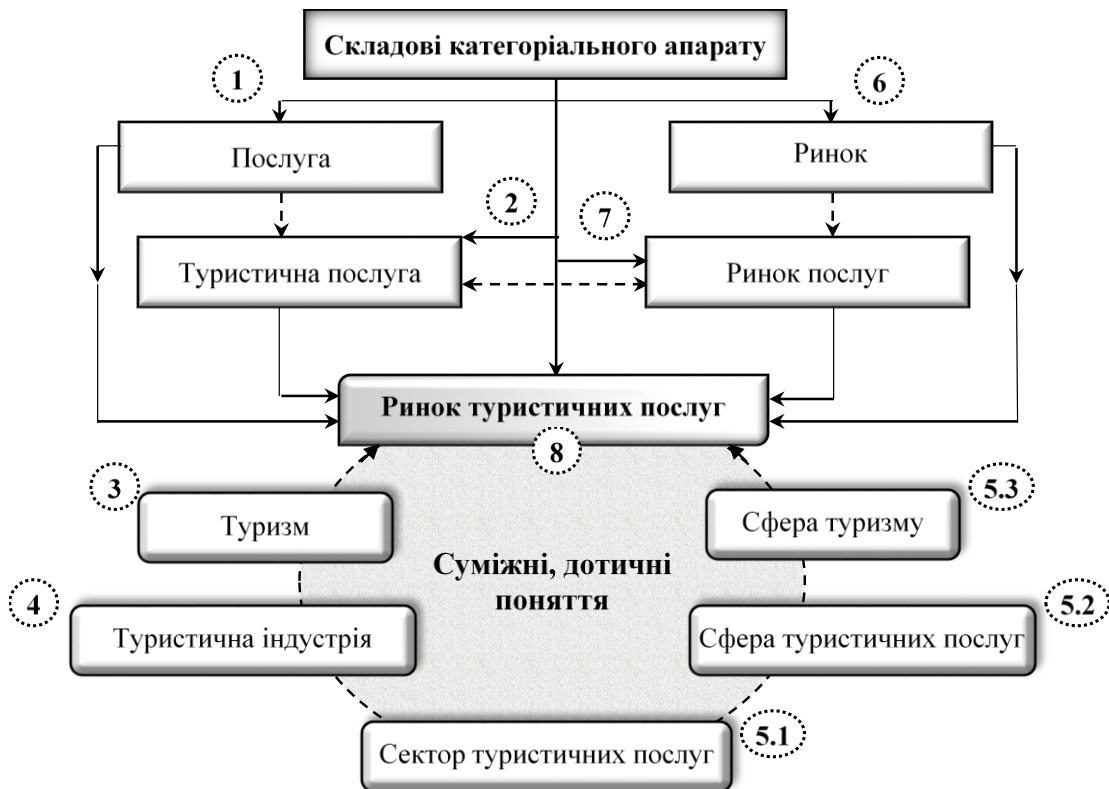 Складові категоріального апарату
1
6
Послуга
Ринок
2
7
Туристична послуга
Ринок послуг
Ринок туристичних послуг
8
3
5.3
Туризм
Сфера туризму
Суміжні, дотичні
поняття
4
5.2
Туристична індустрія
Сфера туристичних послуг
5.1
Сектор туристичних послуг